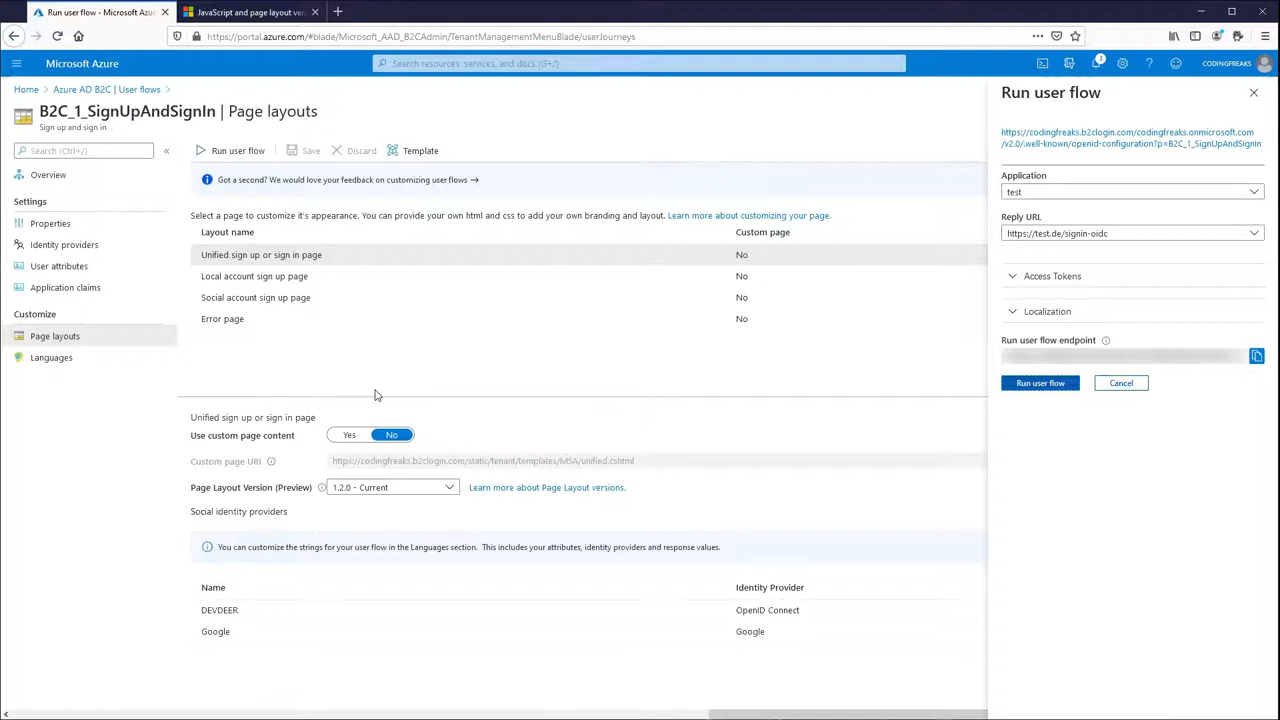 Run user flow - Microsoft Azu
JavaScript and page layout ver
https://portal.azure.com/#blade/Microsoft_AAD_B2CAdmin/TenantManagementMenuBlade/userJourneys
Microsoft Azure
Search resources, services, and docs (G+/)
CODINGFREAKS
Home > Azure AD B2C | User flows >
B2C_1_SignUpAndSignIn | Page layouts
Sign up and sign in
Search (Ctrl+/)
Overview
Settings
Properties
Identity providers
User attributes
Application claims
Customize
Page layouts
Languages
Run user flow
Save
Discard
Template
Got a second? We would love your feedback on customizing user flows →
Select a page to customize it's appearance. You can provide your own html and css to add your own branding and layout. Learn more about customizing your page.
Layout name Custom page
Unified sign up or sign in page No
Local account sign up page No
Social account sign up page No
Error page No
Unified sign up or sign in page
Use custom page content Yes No
Custom page URI https://codingfreaks.b2clogin.com/static/tenant/templates/MSA/unified.cshtml
Page Layout Version (Preview) 1.2.0 - Current Learn more about Page Layout versions.
Social identity providers
You can customize the strings for your user flow in the Languages section. This includes your attributes, identity providers and response values.
Name Identity Provider
DEVDEER OpenID Connect
Google Google
Run user flow
https://codingfreaks.b2clogin.com/codingfreaks.onmicrosoft.com
/v2.0/.well-known/openid-configuration?p=B2C_1_SignUpAndSignIn
Application
test
Reply URL
https://test.de/signin-oidc
Access Tokens
Localization
Run user flow endpoint
Run user flow Cancel